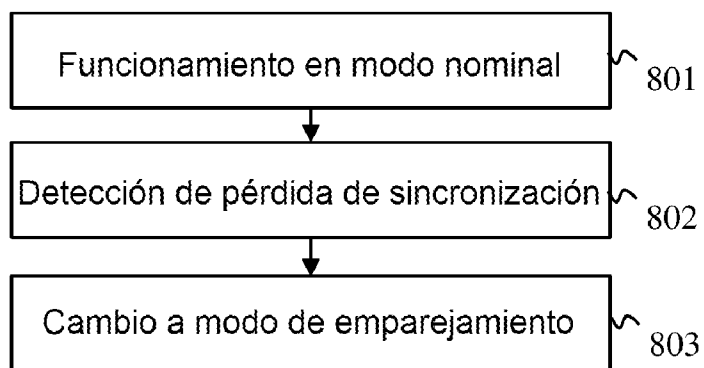 Funcionamiento en modo nominal
801
Detección de pérdida de sincronización
802
Cambio a modo de emparejamiento
803